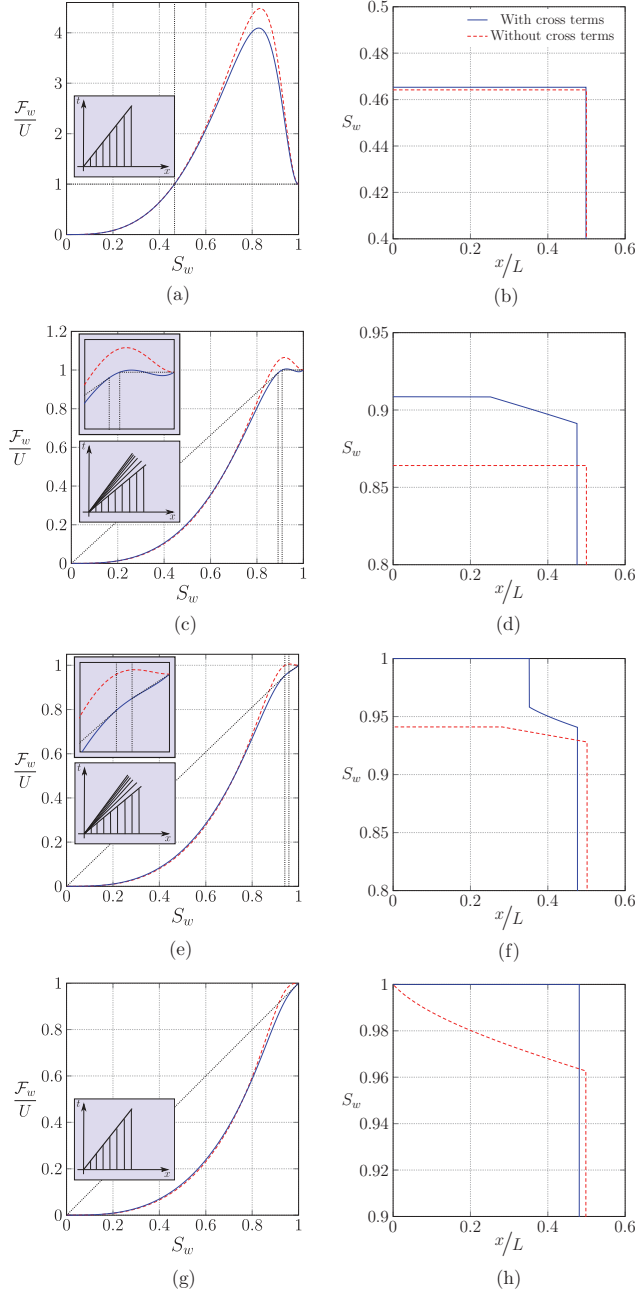 4
3
2
1
0
F_w/U
t
x
0 0.2 0.4 0.6 0.8 1
S_w
(a)
0.5
0.48
0.46
0.44
0.42
0.4
S_w
With cross terms
Without cross terms
0 0.2 0.4 0.6
x/L
(b)
1.2
1
0.8
0.6
0.4
0.2
0
F_w/U
t
x
0 0.2 0.4 0.6 0.8 1
S_w
(c)
0.95
0.9
0.85
0.8
S_w
0 0.2 0.4 0.6
x/L
(d)
1
0.8
0.6
0.4
0.2
0
F_w/U
t
x
0 0.2 0.4 0.6 0.8 1
S_w
(e)
1
0.95
0.9
0.85
0.8
S_w
0 0.2 0.4 0.6
x/L
(f)
1
0.8
0.6
0.4
0.2
0
F_w/U
t
x
0 0.2 0.4 0.6 0.8 1
S_w
(g)
1
0.98
0.96
0.94
0.92
0.9
S_w
0 0.2 0.4 0.6
x/L
(h)